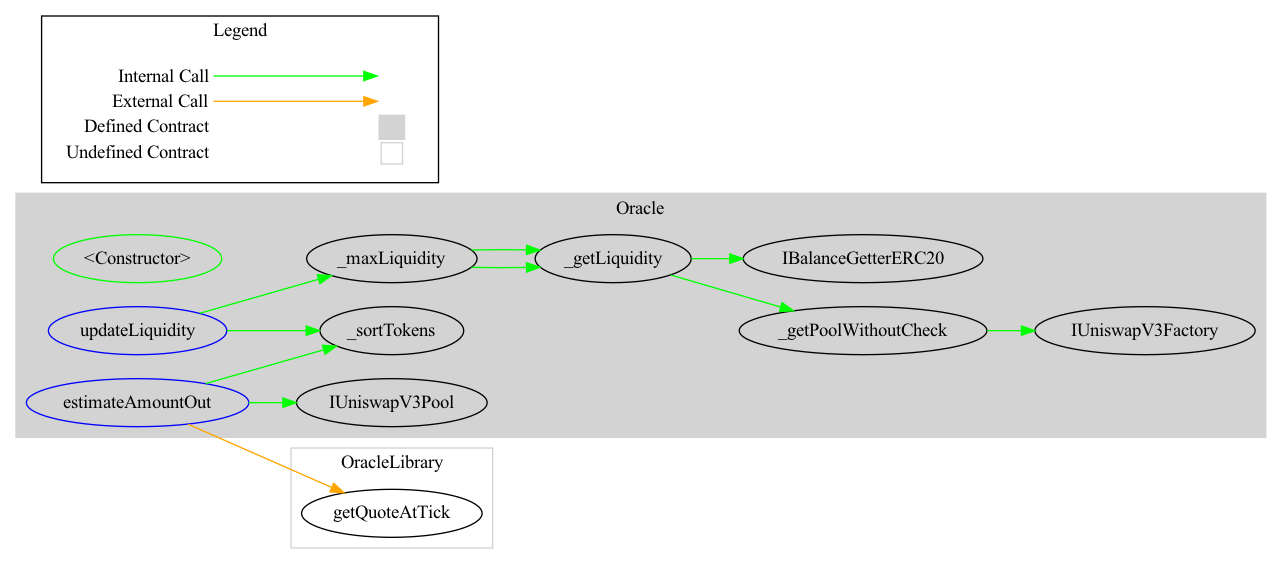 Legend
Internal Call
External Call
Defined Contract
Undefined Contract
Oracle
<Constructor>
_maxLiquidity
_getLiquidity
IBalanceGetterERC20
updateLiquidity
_sortTokens
_getPoolWithoutCheck
IUniswapV3Factory
estimateAmountOut
IUniswapV3Pool
OracleLibrary
getQuoteAtTick